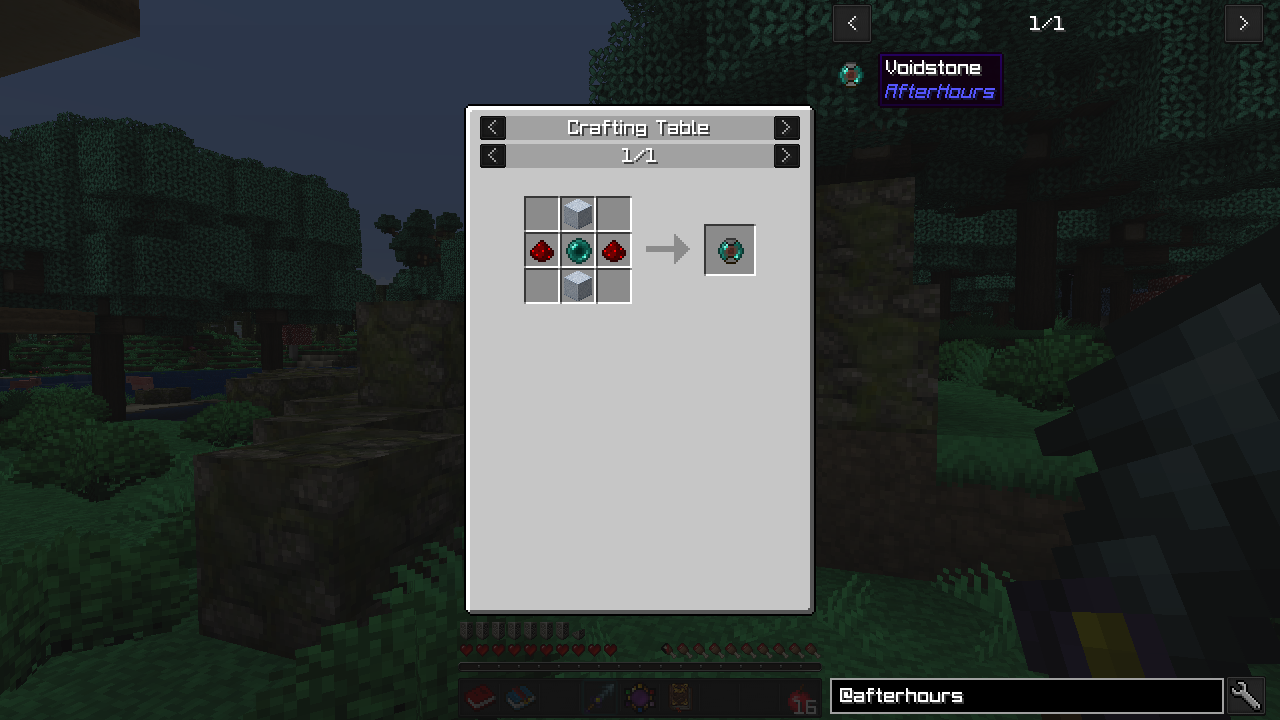 1/1
Voidstone
AfterHours
Crafting Table
1/1
16
@afterhours